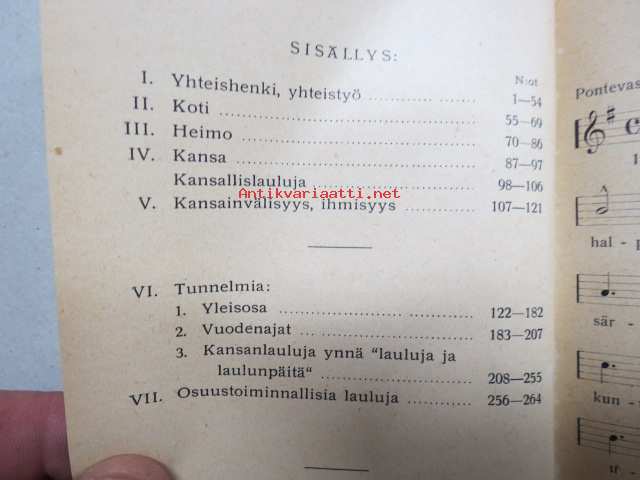 SISÄLLYS:
N:ot
I. Yhteishenki, yhteistyö 1—54
II. Koti 55—69
III. Heimo 70—86
IV. Kansa 87—97
Kansallislauluja 98—106
Antikvariaatti.net
V. Kansainvälisyys, ihmisyys 107—121
VI. Tunnelmia:
1. Yleisosa 122—182
2. Vuodenajat 183—207
3. Kansanlauluja ynnä "lauluja ja
laulunpäitä" 208—255
VII. Osuustoiminnallisia lauluja 256—264
Pontevas
hal -
sär -
kun -